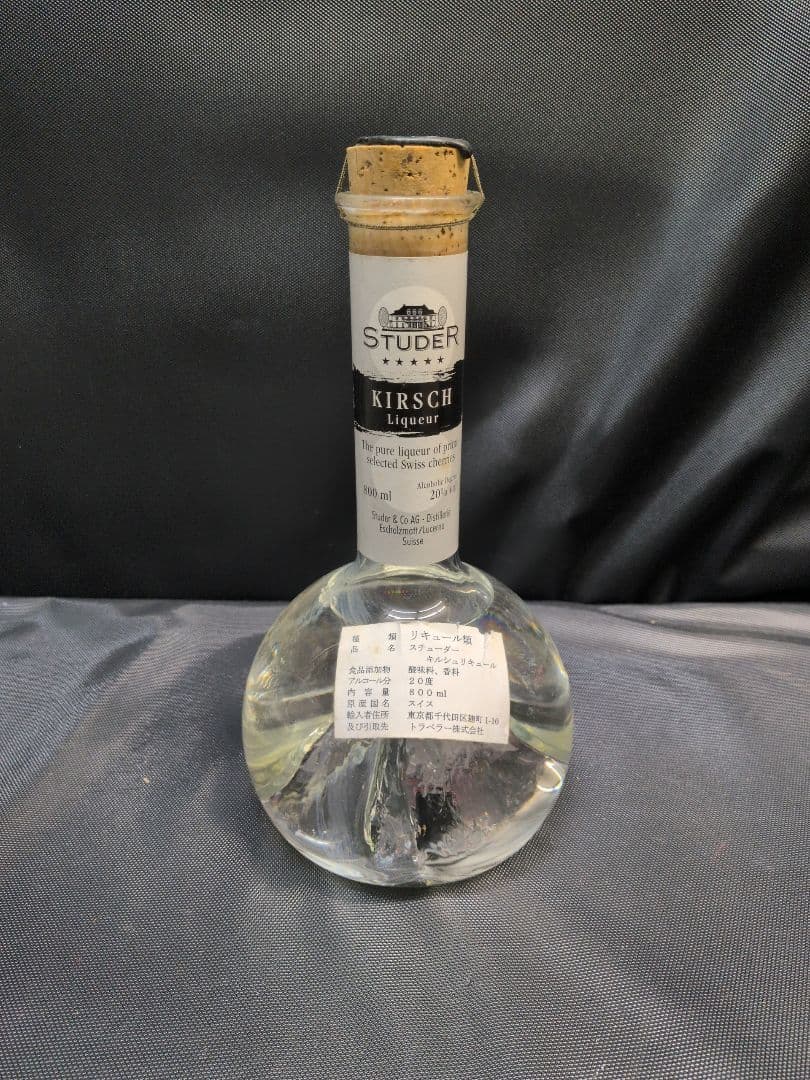 STUDER
★★★★★
KIRSCH
Liqueur
The pure liqueur of prime
selected Swiss cherries
Alcoholic Degree
800 ml 20%
Studer & Co AG - Distillerie
Escholzmatt/Lucerne
Suisse
種類 リキュール類
品名 スチューダー
キルシュリキュール
食品添加物 酸味料、香料
アルコール分 20度
内容量 800ml
原産国名 スイス
輸入者住所 東京都千代田区麹町1-10
及び引取先 トラベラー株式会社